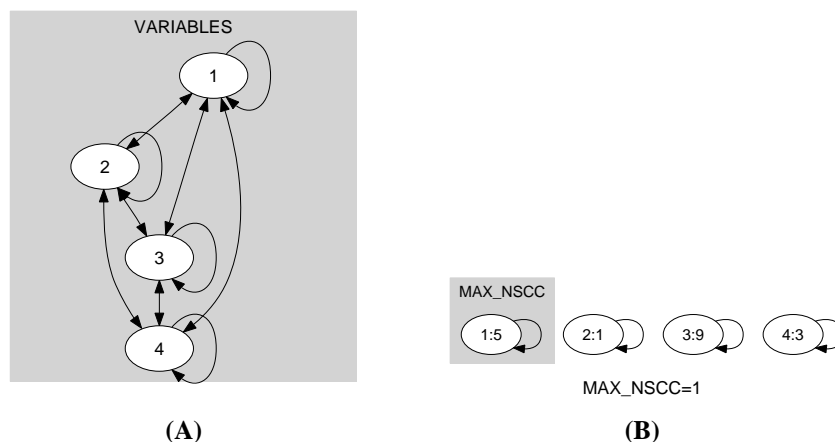 VARIABLES
1
2
3
4
MAX_NSCC
1:5 2:1 3:9 4:3
MAX_NSCC=1
(A) (B)